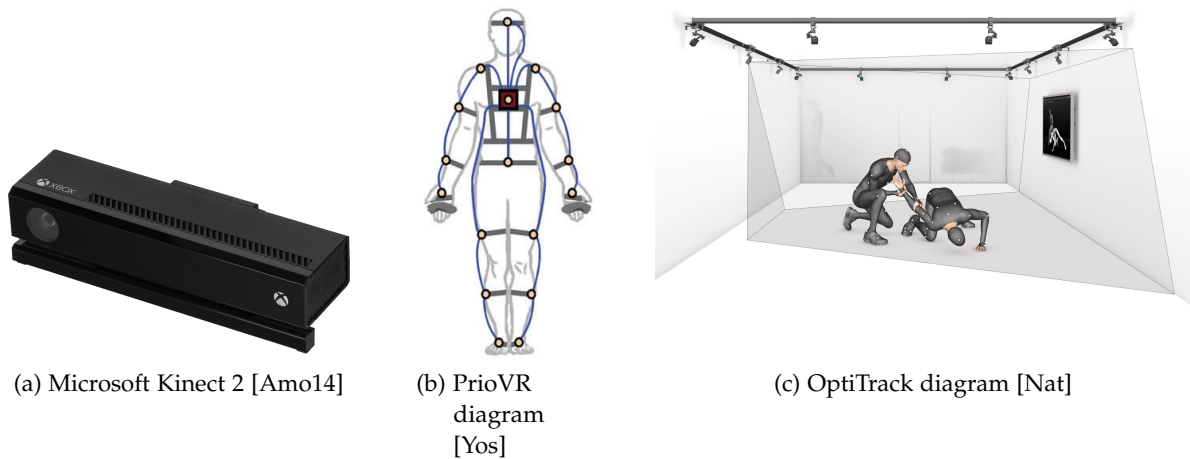 XBOX
(a) Microsoft Kinect 2 [Amo14]
(b) PrioVR
diagram
[Yos]
(c) OptiTrack diagram [Nat]